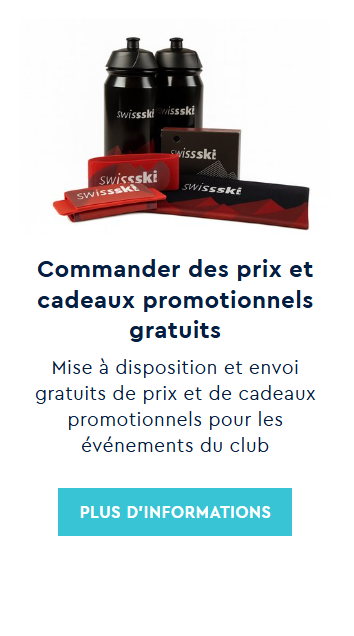 swissski
swissski
swissski
swissski
swissski
swissski
Commander des prix et
cadeaux promotionnels
gratuits
Mise à disposition et envoi
gratuits de prix et de cadeaux
promotionnels pour les
événements du club
PLUS D'INFORMATIONS